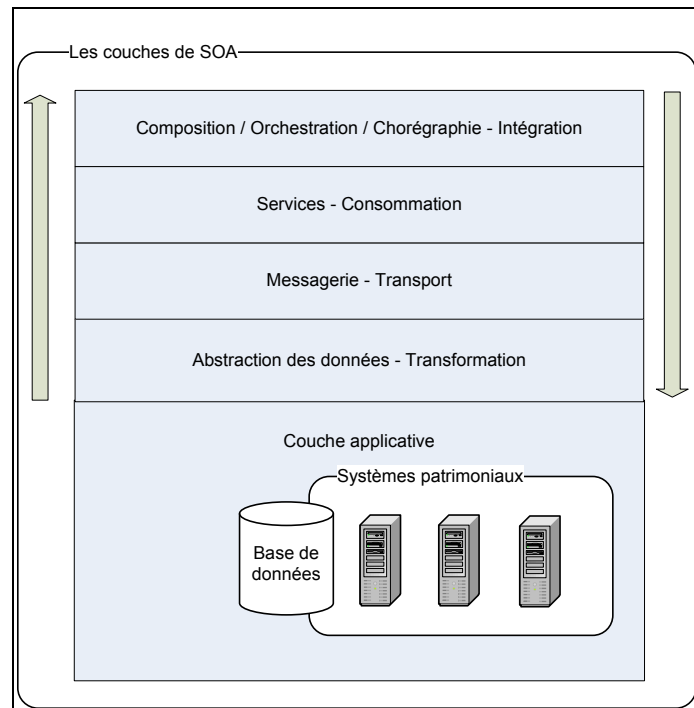 Les couches de SOA
Composition / Orchestration / Chorégraphie - Intégration
Services - Consommation
Messagerie - Transport
Abstraction des données - Transformation
Couche applicative
Systèmes patrimoniaux
Base de
données